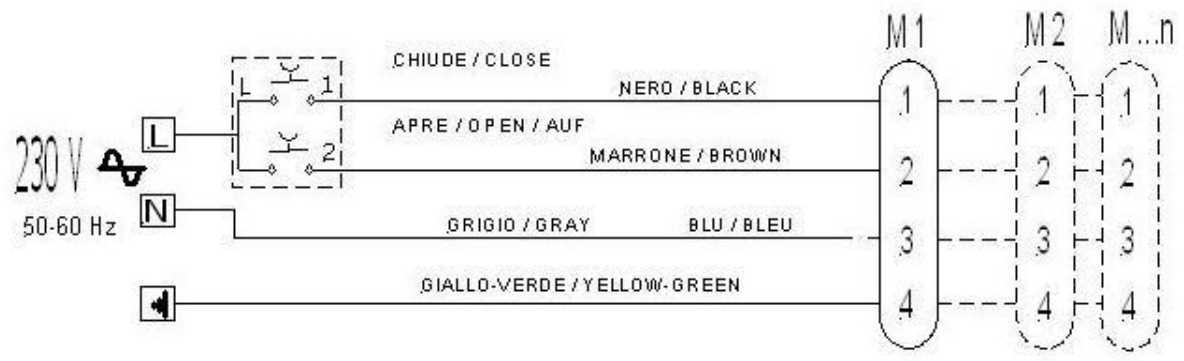 M1 M2 M...n
CHIUDE / CLOSE
L 1
NERO / BLACK
1 1 1
L
APRE / OPEN / AUF
2
MARRONE / BROWN
2 2 2
230 V
50-60 Hz
N
GRIGIO / GRAY BLU / BLEU
3 3 3
GIALLO-VERDE / YELLOW-GREEN
4 4 4